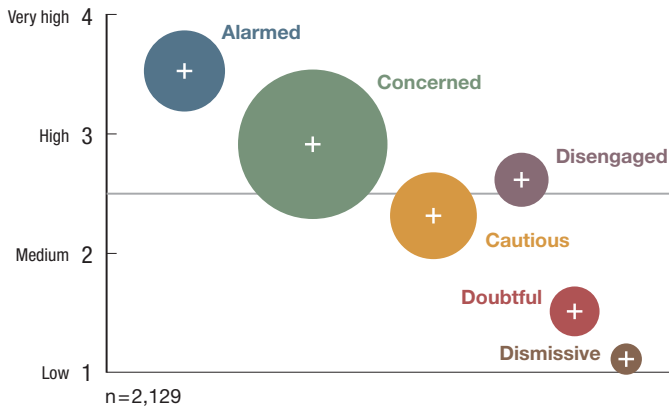 Very high 4
Alarmed
Concerned
High 3
Disengaged
Cautious
Medium 2
Doubtful
Dismissive
Low 1
n=2,129